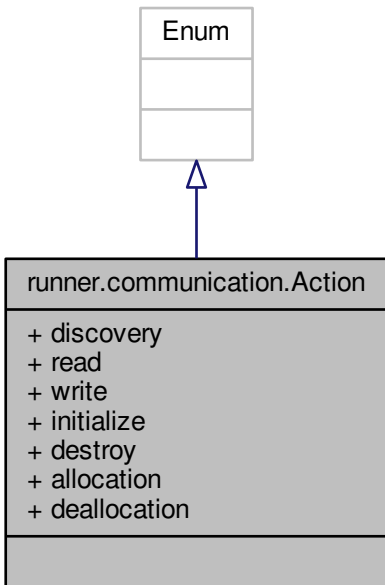 Enum
runner.communication.Action
+ discovery
+ read
+ write
+ initialize
+ destroy
+ allocation
+ deallocation